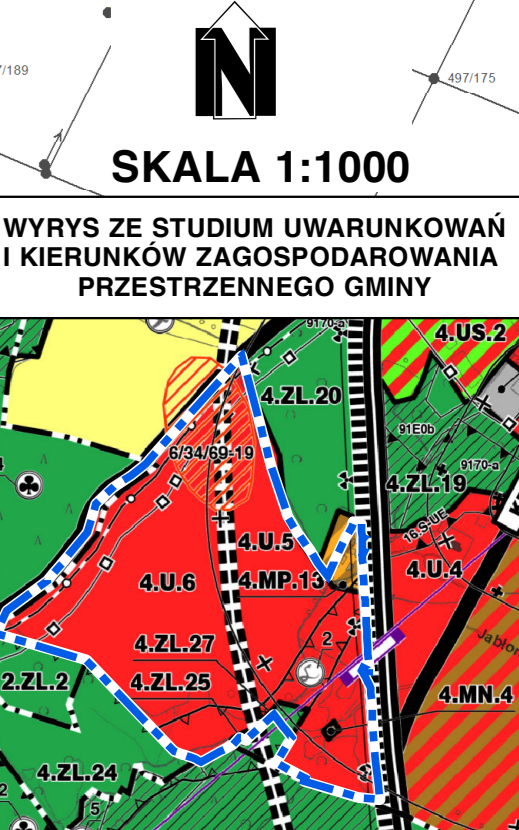 7/189
N
497/175
SKALA 1:1000
WYRYS ZE STUDIUM UWARUNKOWAŃ
I KIERUNKÓW ZAGOSPODAROWANIA
PRZESTRZENNEGO GMINY
9170-a
4.US.2
4.ZL.20
91E0b
6/34/69-19
9170-a
4.ZL.19
16.S-UE
4.U.5
4.U.4
4.U.6
4.MP.13
4.ZL.27
2
2.ZL.2
4.ZL.25
4.MN.4
4.ZL.24
2
5